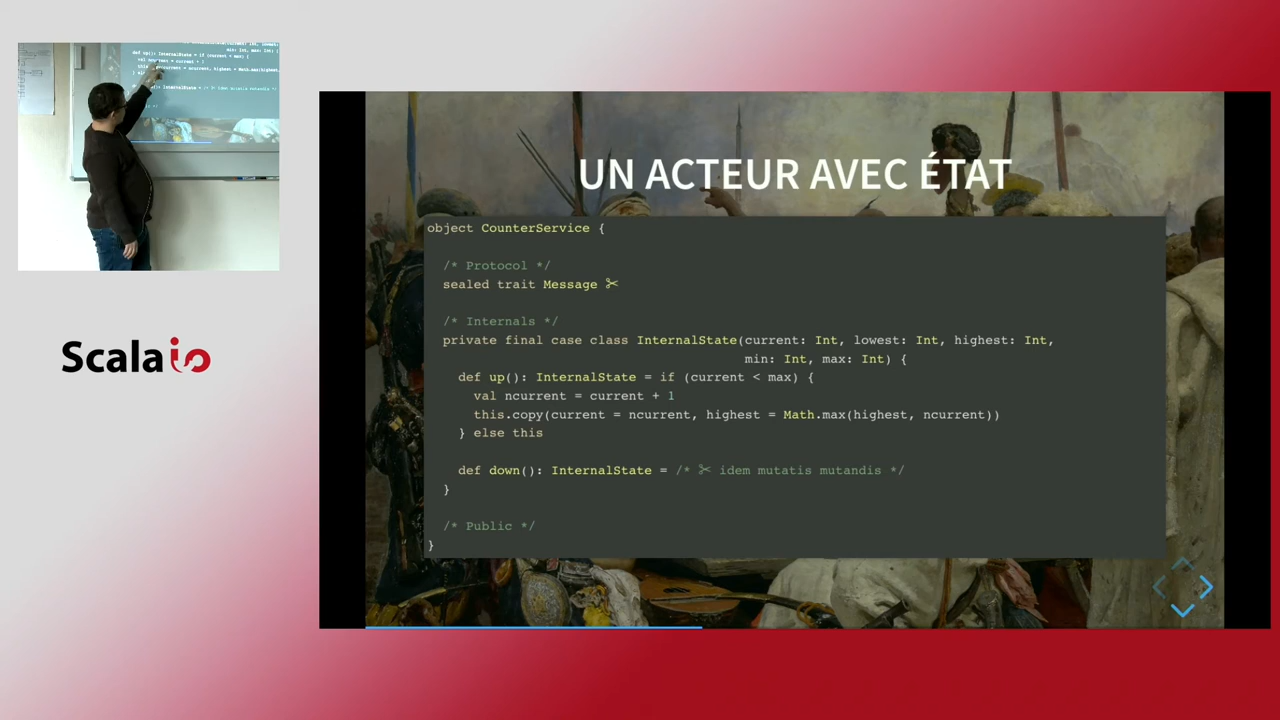 Scala io
UN ACTEUR AVEC ÉTAT
object CounterService {
/* Protocol */
sealed trait Message ✂
/* Internals */
private final case class InternalState(current: Int, lowest: Int, highest: Int,
min: Int, max: Int) {
def up(): InternalState = if (current < max) {
val ncurrent = current + 1
this.copy(current = ncurrent, highest = Math.max(highest, ncurrent))
} else this
def down(): InternalState = /* ✂ idem mutatis mutandis */
}
/* Public */
}